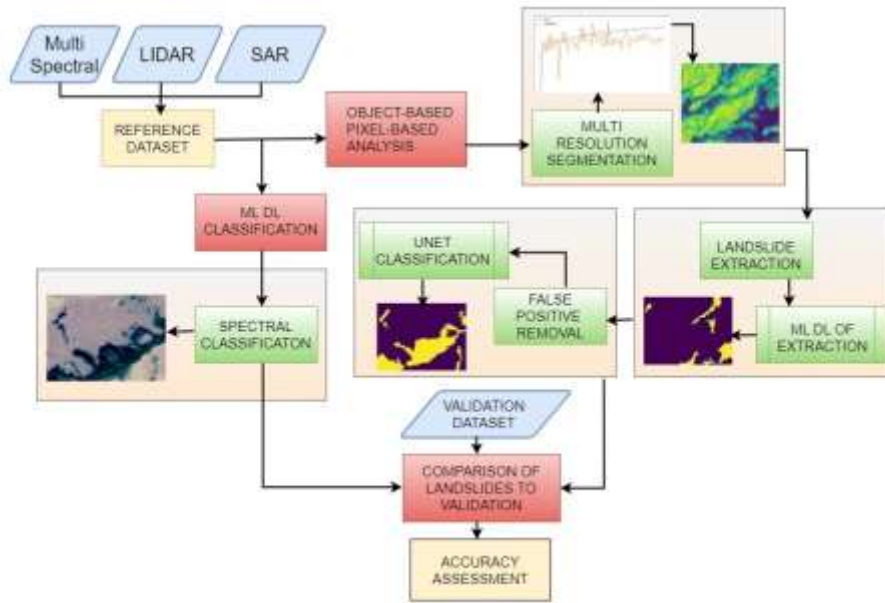 Multi
Spectral
LIDAR
SAR
REFERENCE
DATASET
OBJECT-BASED
PIXEL-BASED
ANALYSIS
MULTI
RESOLUTION
SEGMENTATION
ML DL
CLASSIFICATION
UNET
CLASSIFICATION
LANDSLIDE
EXTRACTION
FALSE
POSITIVE
REMOVAL
ML DL OF
EXTRACTION
SPECTRAL
CLASSIFICATON
VALIDATION
DATASET
COMPARISON OF
LANDSLIDES TO
VALIDATION
ACCURACY
ASSESSMENT